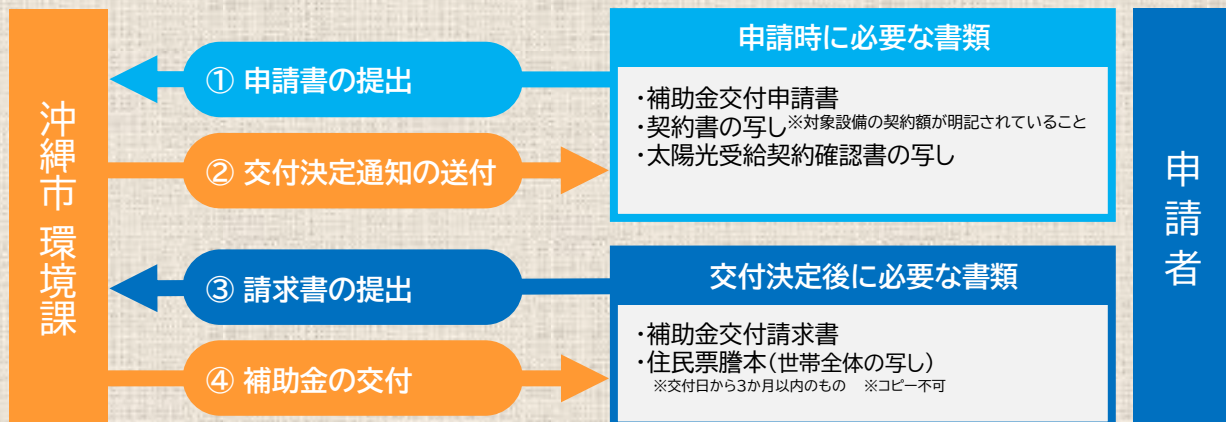 沖縄市 環境課
① 申請書の提出
② 交付決定通知の送付
③ 請求書の提出
④ 補助金の交付
申請時に必要な書類
・補助金交付申請書
・契約書の写し※対象設備の契約額が明記されていること
・太陽光受給契約確認書の写し
交付決定後に必要な書類
・補助金交付請求書
・住民票謄本(世帯全体の写し)
※交付日から3か月以内のもの ※コピー不可
申請者